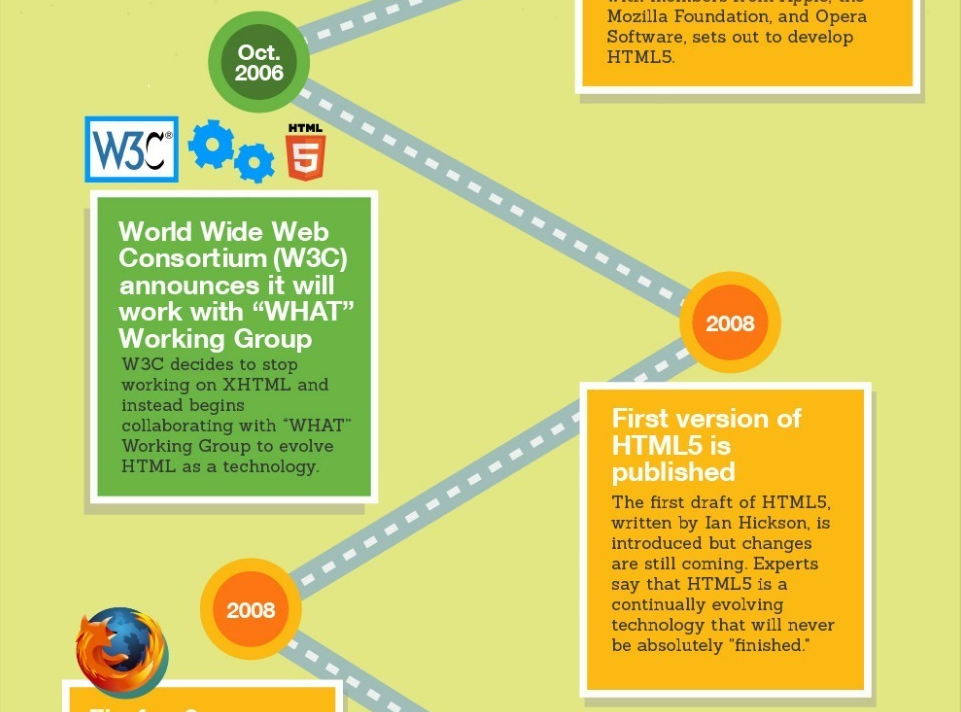 Mozilla Foundation, and Opera
Software, sets out to develop
HTML5.
Oct.
2006
W3C®
HTML
5
World Wide Web
Consortium (W3C)
announces it will
work with “WHAT”
Working Group
W3C decides to stop
working on XHTML and
instead begins
collaborating with "WHAT"
Working Group to evolve
HTML as a technology.
2008
First version of
HTML5 is
published
The first draft of HTML5,
written by Ian Hickson, is
introduced but changes
are still coming. Experts
say that HTML5 is a
continually evolving
technology that will never
be absolutely "finished."
2008